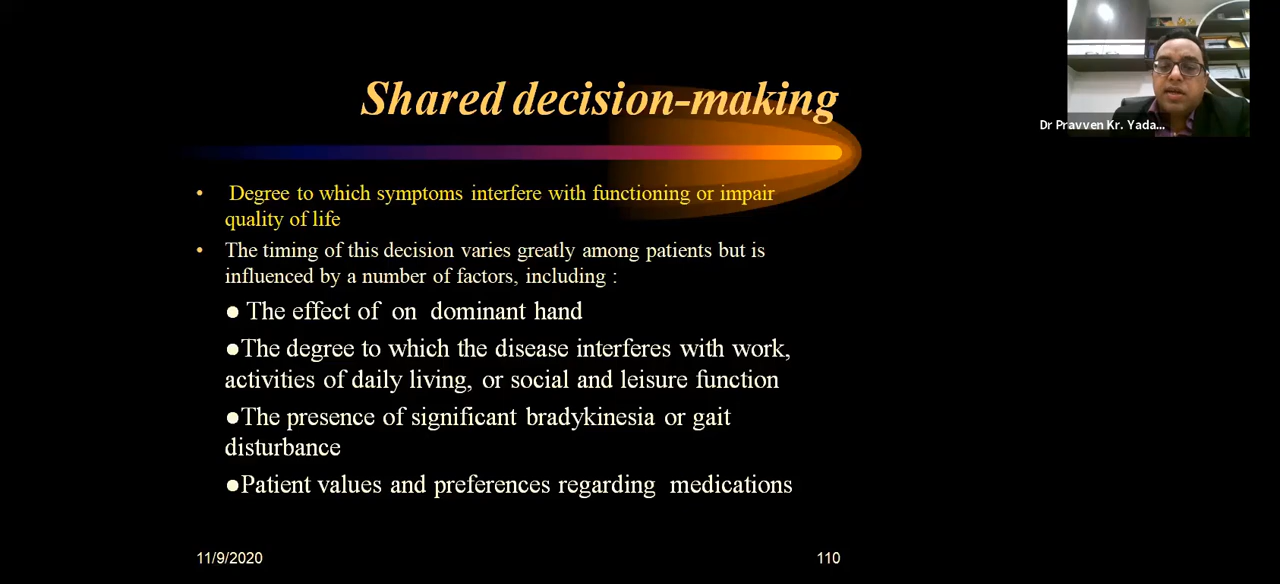 Shared decision-making
Dr Pravven Kr. Yada...
• Degree to which symptoms interfere with functioning or impair
quality of life
• The timing of this decision varies greatly among patients but is
influenced by a number of factors, including :
● The effect of on dominant hand
●The degree to which the disease interferes with work,
activities of daily living, or social and leisure function
●The presence of significant bradykinesia or gait
disturbance
●Patient values and preferences regarding medications
11/9/2020
110